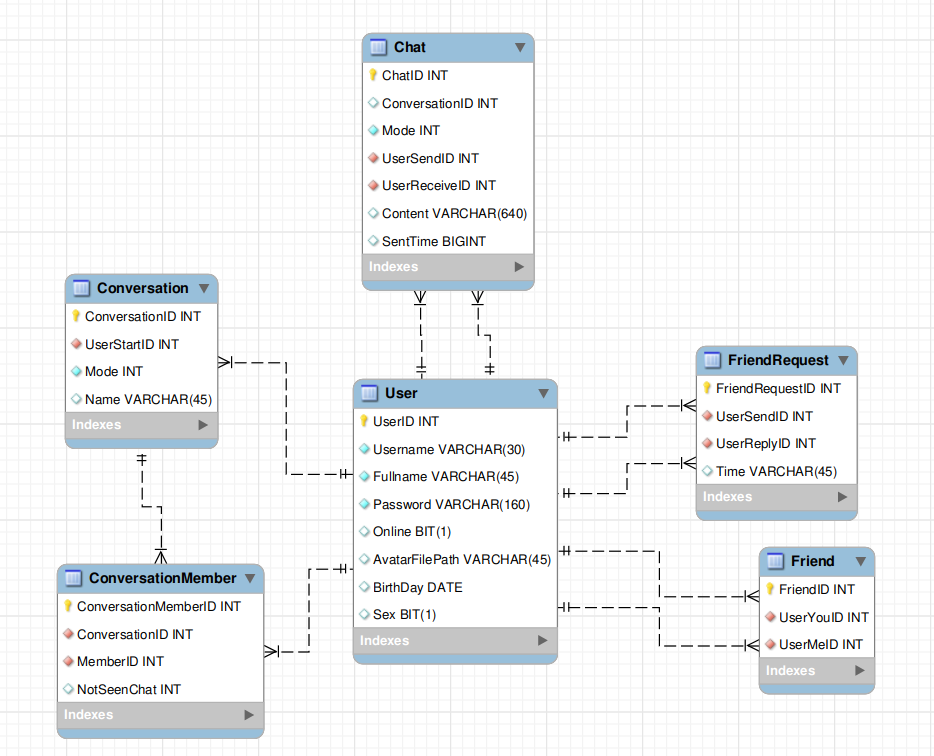 Chat
ChatID INT
ConversationID INT
Mode INT
UserSendID INT
UserReceiveID INT
Content VARCHAR(640)
SentTime BIGINT
Indexes
Conversation
ConversationID INT
UserStartID INT
Mode INT
Name VARCHAR(45)
Indexes
User
UserID INT
Username VARCHAR(30)
Fullname VARCHAR(45)
Password VARCHAR(160)
Online BIT(1)
AvatarFilePath VARCHAR(45)
BirthDay DATE
Sex BIT(1)
Indexes
FriendRequest
FriendRequestID INT
UserSendID INT
UserReplyID INT
Time VARCHAR(45)
Indexes
Friend
FriendID INT
UserYouID INT
UserMeID INT
Indexes
ConversationMember
ConversationMemberID INT
ConversationID INT
MemberID INT
NotSeenChat INT
Indexes